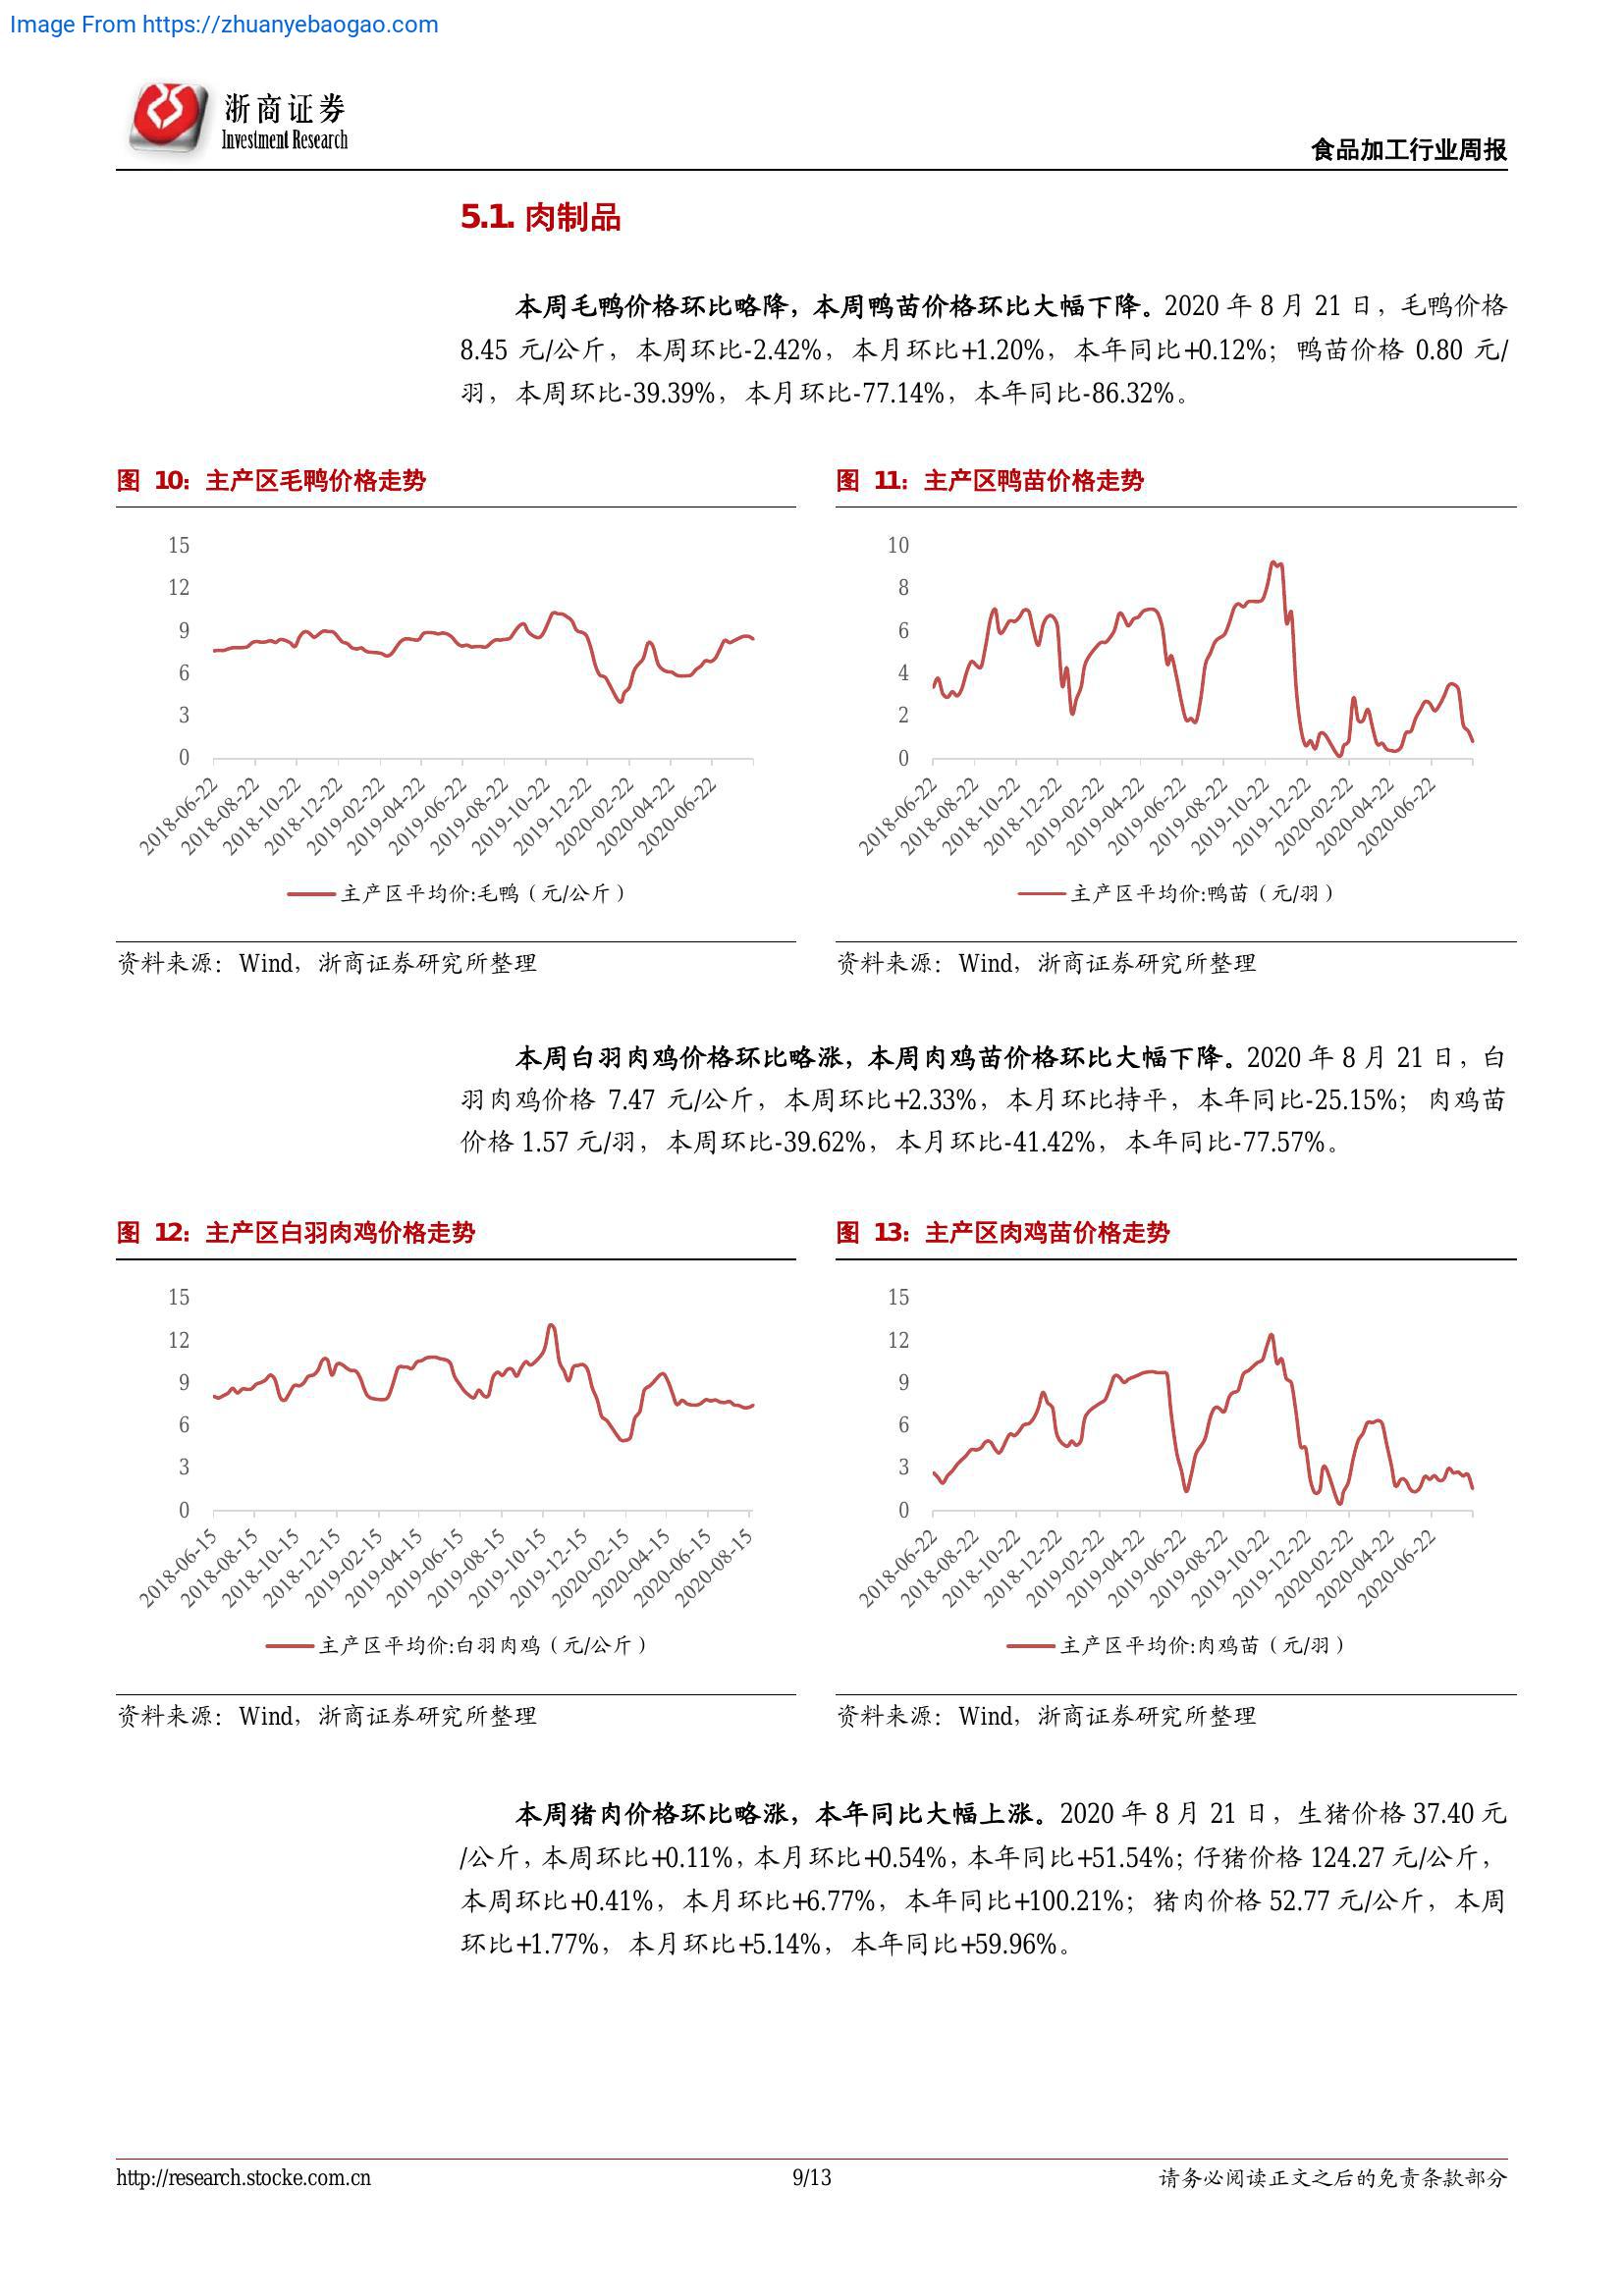 Image From https://zhuanyebaogao.com
浙商证券
Investment Research
食品加工行业周报
5.1. 肉制品
本周毛鸭价格环比略降，本周鸭苗价格环比大幅下降。2020 年 8 月 21 日，毛鸭价格
8.45 元/公斤，本周环比-2.42%，本月环比+1.20%，本年同比+0.12%；鸭苗价格 0.80 元/
羽，本周环比-39.39%，本月环比-77.14%，本年同比-86.32%。
图 10：主产区毛鸭价格走势
15
12
9
6
3
0
2018-06-22
2018-08-22
2018-10-22
2018-12-22
2019-02-22
2019-04-22
2019-06-22
2019-08-22
2019-10-22
2019-12-22
2020-02-22
2020-04-22
2020-06-22
主产区平均价:毛鸭（元/公斤）
资料来源：Wind，浙商证券研究所整理
图 11：主产区鸭苗价格走势
10
8
6
4
2
0
2018-06-22
2018-08-22
2018-10-22
2018-12-22
2019-02-22
2019-04-22
2019-06-22
2019-08-22
2019-10-22
2019-12-22
2020-02-22
2020-04-22
2020-06-22
主产区平均价:鸭苗（元/羽）
资料来源：Wind，浙商证券研究所整理
本周白羽肉鸡价格环比略涨，本周肉鸡苗价格环比大幅下降。2020 年 8 月 21 日，白
羽肉鸡价格 7.47 元/公斤，本周环比+2.33%，本月环比持平，本年同比-25.15%；肉鸡苗
价格 1.57 元/羽，本周环比-39.62%，本月环比-41.42%，本年同比-77.57%。
图 12：主产区白羽肉鸡价格走势
15
12
9
6
3
0
2018-06-15
2018-08-15
2018-10-15
2018-12-15
2019-02-15
2019-04-15
2019-06-15
2019-08-15
2019-10-15
2019-12-15
2020-02-15
2020-04-15
2020-06-15
2020-08-15
主产区平均价:白羽肉鸡（元/公斤）
资料来源：Wind，浙商证券研究所整理
图 13：主产区肉鸡苗价格走势
15
12
9
6
3
0
2018-06-22
2018-08-22
2018-10-22
2018-12-22
2019-02-22
2019-04-22
2019-06-22
2019-08-22
2019-10-22
2019-12-22
2020-02-22
2020-04-22
2020-06-22
主产区平均价:肉鸡苗（元/羽）
资料来源：Wind，浙商证券研究所整理
本周猪肉价格环比略涨，本年同比大幅上涨。2020 年 8 月 21 日，生猪价格 37.40 元
/公斤，本周环比+0.11%，本月环比+0.54%，本年同比+51.54%；仔猪价格 124.27 元/公斤，
本周环比+0.41%，本月环比+6.77%，本年同比+100.21%；猪肉价格 52.77 元/公斤，本周
环比+1.77%，本月环比+5.14%，本年同比+59.96%。
http://research.stocke.com.cn
9/13
请务必阅读正文之后的免责条款部分